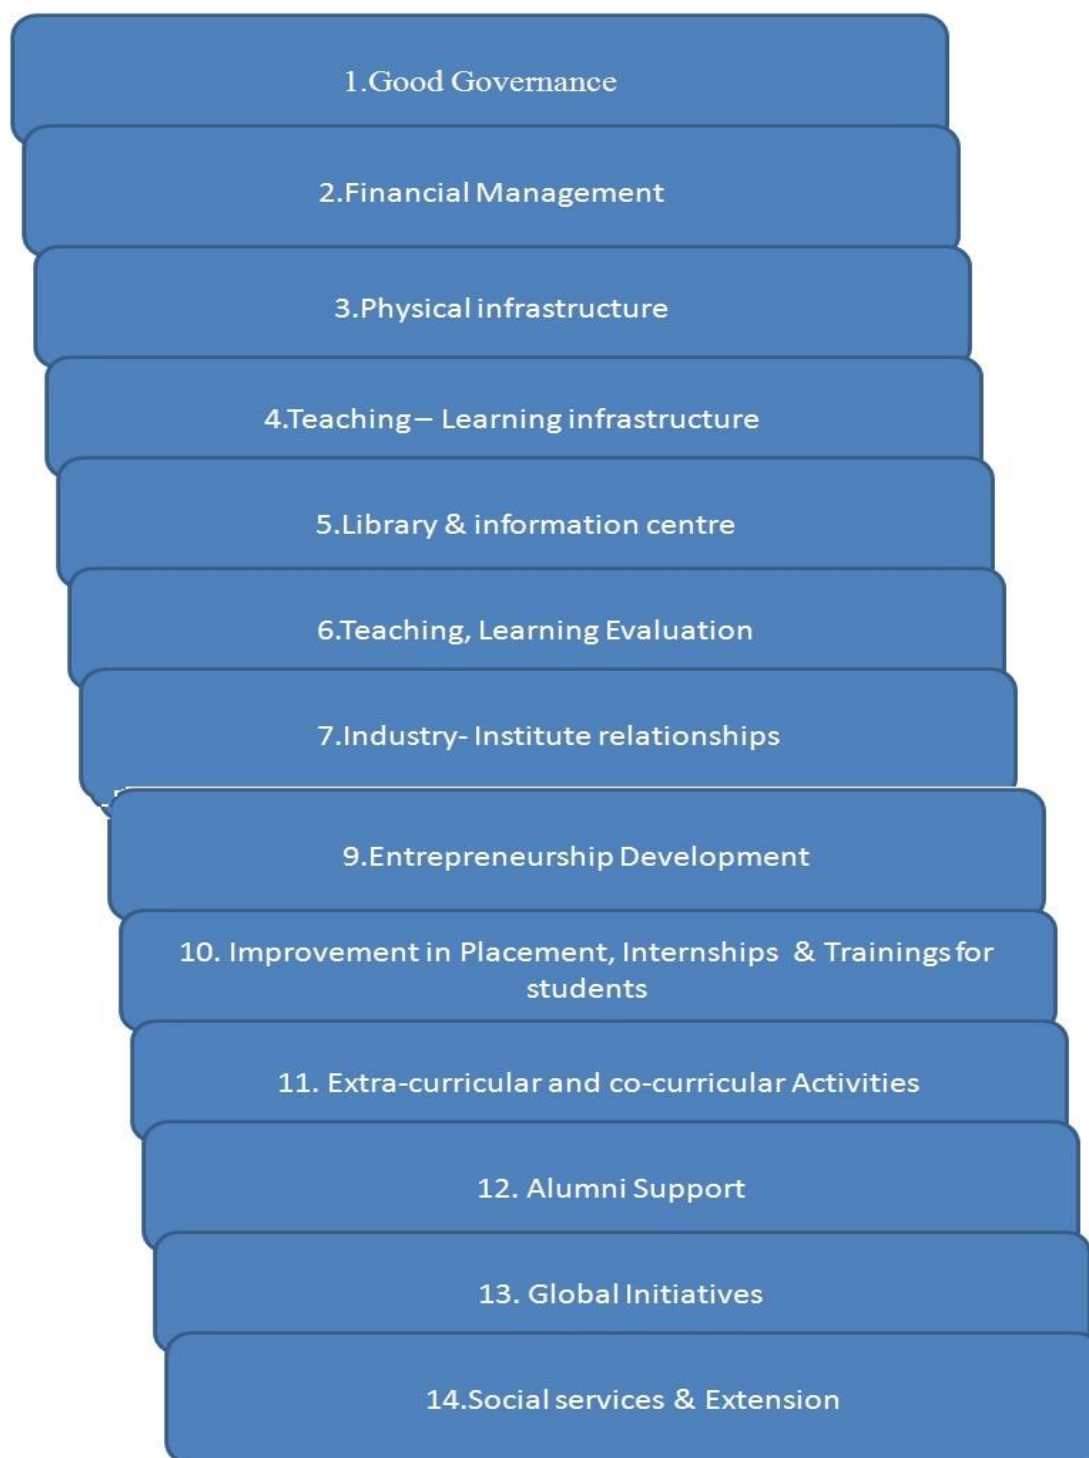 1.Good Governance
2.Financial Management
3.Physical infrastructure
4.Teaching – Learning infrastructure
5.Library & information centre
6.Teaching, Learning Evaluation
7.Industry- Institute relationships
9.Entrepreneurship Development
10. Improvement in Placement, Internships & Trainings for
students
11. Extra-curricular and co-curricular Activities
12. Alumni Support
13. Global Initiatives
14.Social services & Extension